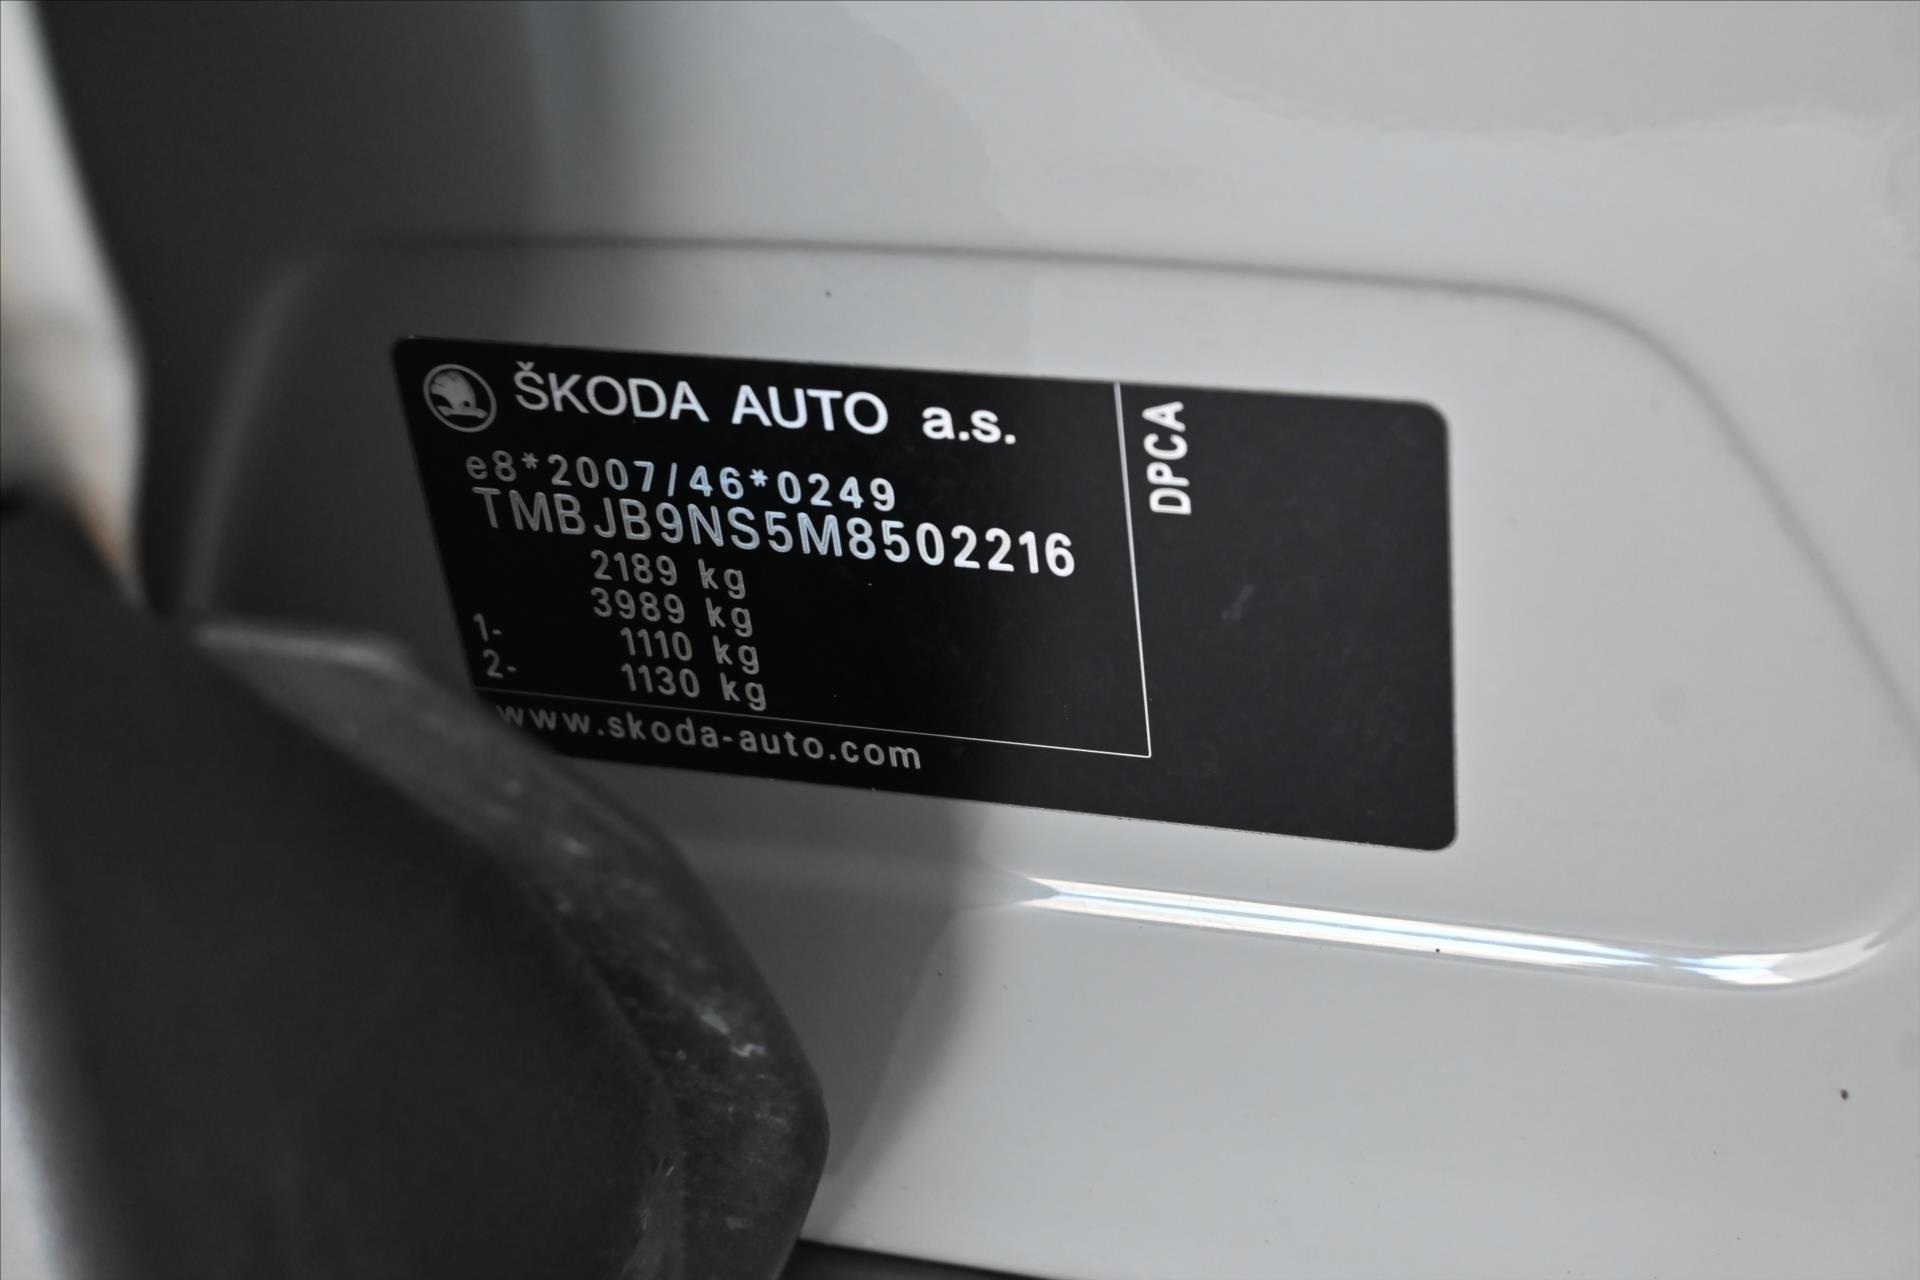 ŠKODA AUTO a.s.
e8*2007/46*0249
TMBJB9NS5M8502216
2189 kg
3989 kg
1- 1110 kg
2- 1130 kg
www.skoda-auto.com
DPCA